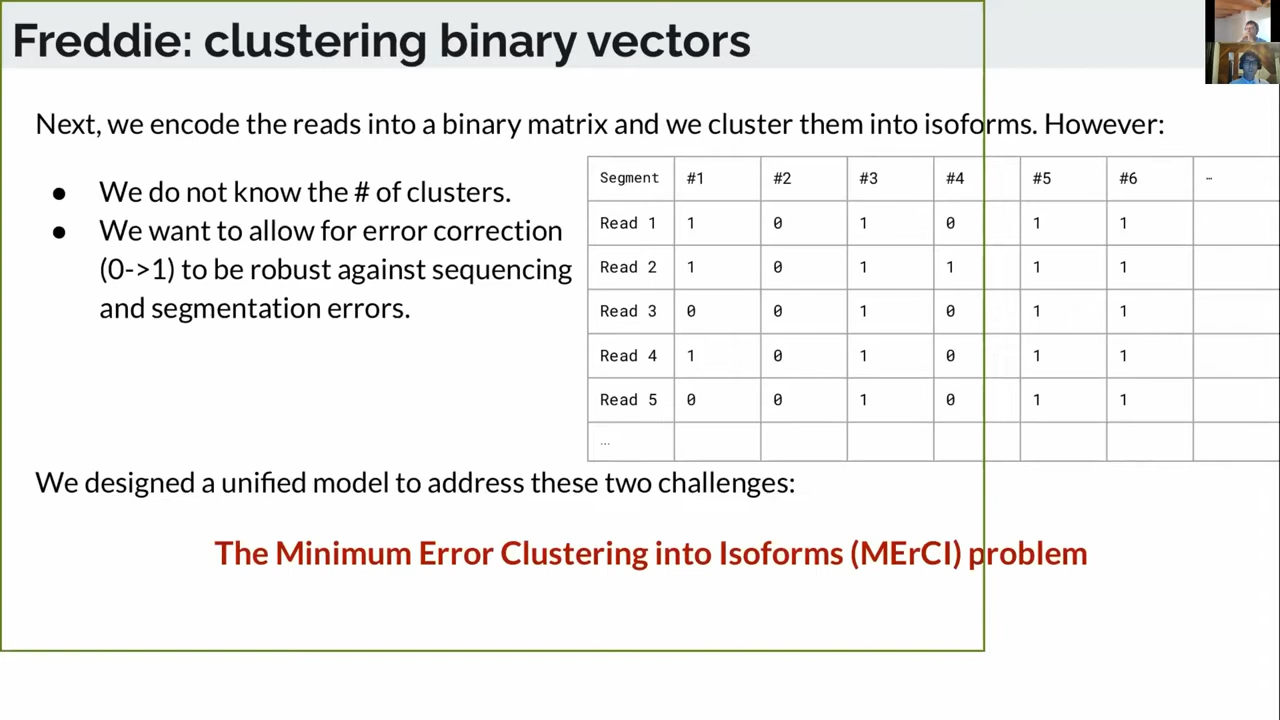 Freddie: clustering binary vectors
Next, we encode the reads into a binary matrix and we cluster them into isoforms. However:
● We do not know the # of clusters.
● We want to allow for error correction
(0->1) to be robust against sequencing
and segmentation errors.
Segment #1 #2 #3 #4 #5 #6 …
Read 1 1 0 1 0 1 1
Read 2 1 0 1 1 1 1
Read 3 0 0 1 0 1 1
Read 4 1 0 1 0 1 1
Read 5 0 0 1 0 1 1
...
We designed a unified model to address these two challenges:
The Minimum Error Clustering into Isoforms (MErCI) problem